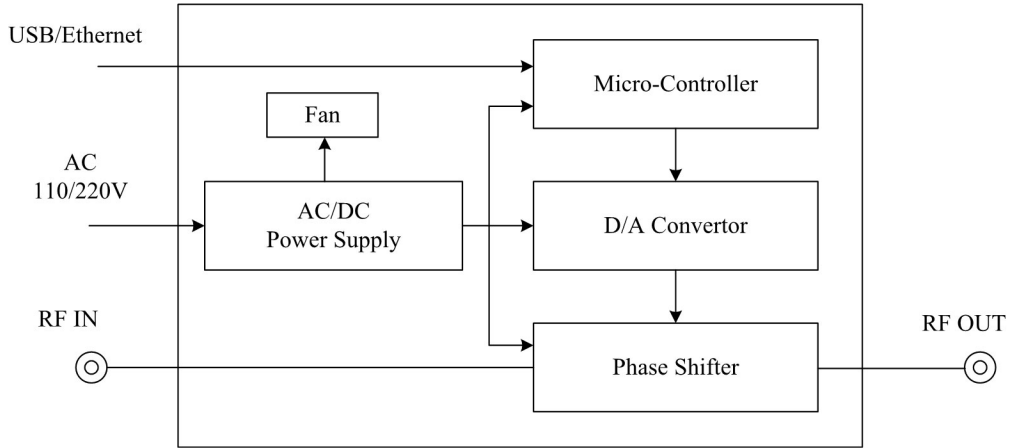 USB/Ethernet
Micro-Controller
Fan
AC
110/220V
AC/DC
Power Supply
D/A Convertor
RF IN
RF OUT
Phase Shifter